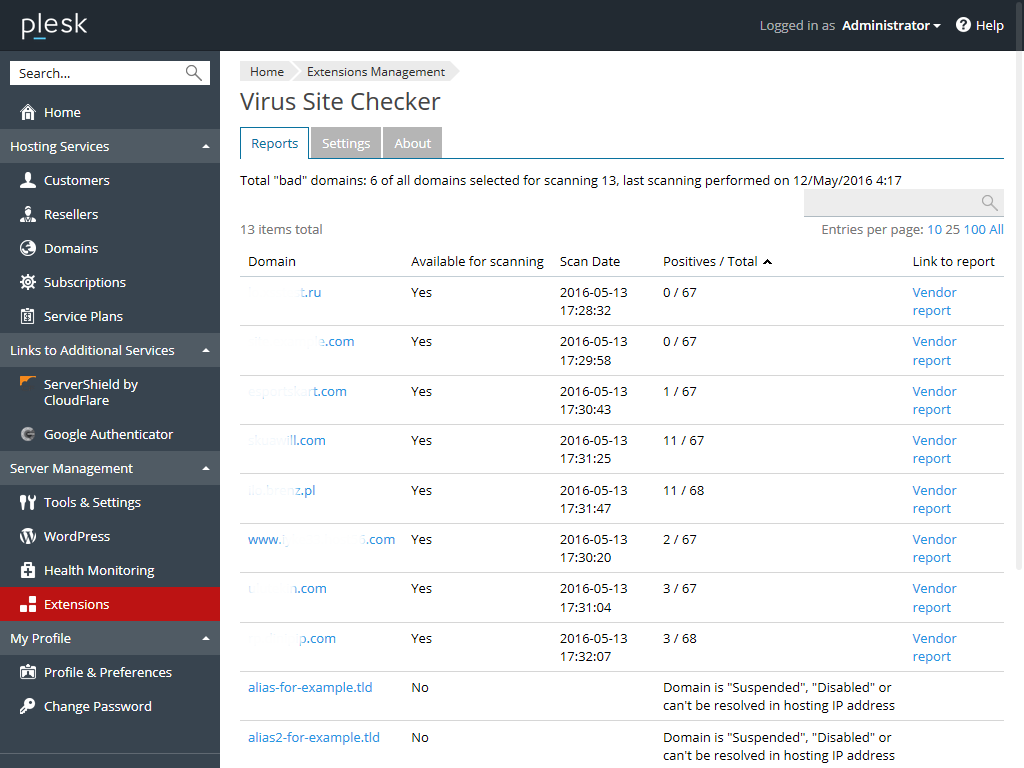 plesk
Logged in as Administrator Help
Search...
Home
Hosting Services
Customers
Resellers
Domains
Subscriptions
Service Plans
Links to Additional Services
ServerShield by
CloudFlare
Google Authenticator
Server Management
Tools & Settings
WordPress
Health Monitoring
Extensions
My Profile
Profile & Preferences
Change Password
Home Extensions Management
Virus Site Checker
Reports Settings About
Total "bad" domains: 6 of all domains selected for scanning 13, last scanning performed on 12/May/2016 4:17
13 items total
Entries per page: 10 25 100 All
Domain Available for scanning Scan Date Positives / Total Link to report
t.ru Yes 2016-05-13 0 / 67 Vendor
17:28:32 report
e.com Yes 2016-05-13 0 / 67 Vendor
17:29:58 report
t.com Yes 2016-05-13 1 / 67 Vendor
17:30:43 report
ll.com Yes 2016-05-13 11 / 67 Vendor
17:31:25 report
z.pl Yes 2016-05-13 11 / 68 Vendor
17:31:47 report
www. .com Yes 2016-05-13 2 / 67 Vendor
17:30:20 report
n.com Yes 2016-05-13 3 / 67 Vendor
17:31:04 report
p.com Yes 2016-05-13 3 / 68 Vendor
17:32:07 report
alias-for-example.tld No Domain is "Suspended", "Disabled" or
can't be resolved in hosting IP address
alias2-for-example.tld No Domain is "Suspended", "Disabled" or
can't be resolved in hosting IP address